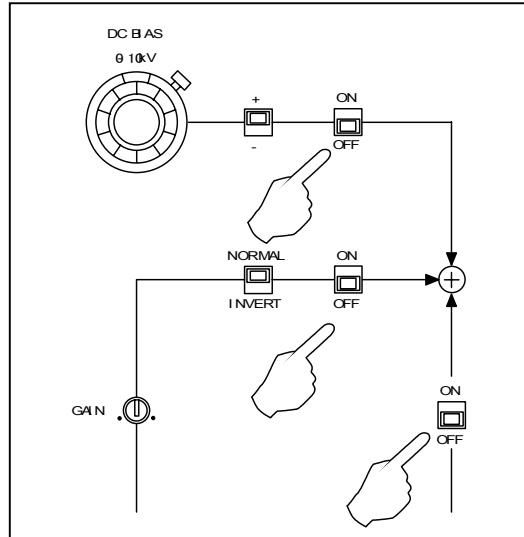 DC BIAS
0-10kV
+
-
ON
OFF
NORMAL
INVERT
ON
OFF
GAIN
ON
OFF